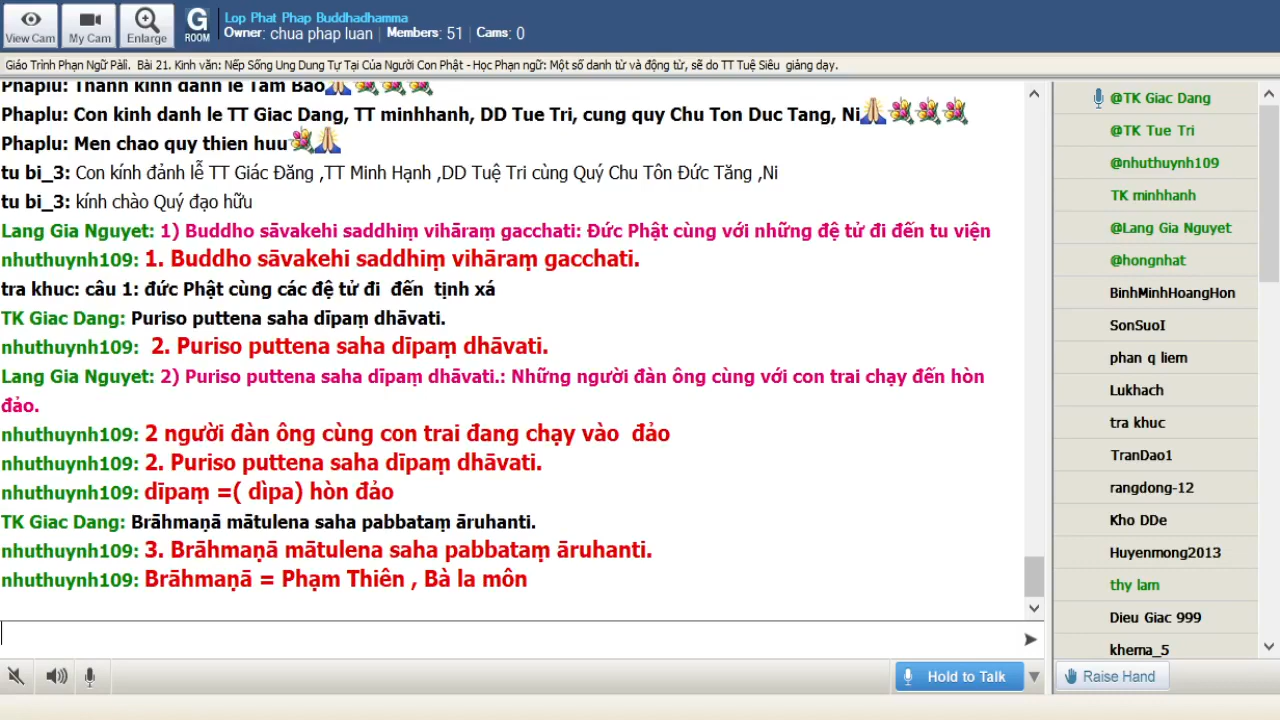 View Cam
My Cam
Enlarge
G
ROOM
Lop Phat Phap Buddhadhamma
Owner: chua phap luan | Members: 51 | Cams: 0
Giáo Trình Phạn Ngữ Pàli. Bài 21. Kinh văn: Nếp Sống Ung Dung Tự Tại Của Người Con Phật - Học Phạn ngữ: Một số danh từ và động từ, sẽ do TT Tuệ Siêu giảng dạy.
Phaplu: Thanh kinh danh le Tam Bao
Phaplu: Con kinh danh le TT Giac Dang, TT minhhanh, DD Tue Tri, cung quy Chu Ton Duc Tang, Ni
Phaplu: Men chao quy thien huu
tu bi_3: Con kính đảnh lễ TT Giác Đăng ,TT Minh Hạnh ,DD Tuệ Tri cùng Quý Chu Tôn Đức Tăng ,Ni
tu bi_3: kính chào Quý đạo hữu
Lang Gia Nguyet: 1) Buddho sāvakehi saddhiṃ vihāraṃ gacchati: Đức Phật cùng với những đệ tử đi đến tu viện
nhuthuynh109: 1. Buddho sāvakehi saddhiṃ vihāraṃ gacchati.
tra khuc: câu 1: đức Phật cùng các đệ tử đi đến tịnh xá
TK Giac Dang: Puriso puttena saha dīpaṃ dhāvati.
nhuthuynh109: 2. Puriso puttena saha dīpaṃ dhāvati.
Lang Gia Nguyet: 2) Puriso puttena saha dīpaṃ dhāvati.: Những người đàn ông cùng với con trai chạy đến hòn
đảo.
nhuthuynh109: 2 người đàn ông cùng con trai đang chạy vào đảo
nhuthuynh109: 2. Puriso puttena saha dīpaṃ dhāvati.
nhuthuynh109: dīpaṃ =( dìpa) hòn đảo
TK Giac Dang: Brāhmaṇā mātulena saha pabbataṃ āruhanti.
nhuthuynh109: 3. Brāhmaṇā mātulena saha pabbataṃ āruhanti.
nhuthuynh109: Brāhmaṇā = Phạm Thiên , Bà la môn
Hold to Talk
@TK Giac Dang
@TK Tue Tri
@nhuthuynh109
TK minhhanh
@Lang Gia Nguyet
@hongnhat
BinhMinhHoangHon
SonSuoI
phan q liem
Lukhach
tra khuc
TranDao1
rangdong-12
Kho DDe
Huyenmong2013
thy lam
Dieu Giac 999
khema_5
Raise Hand